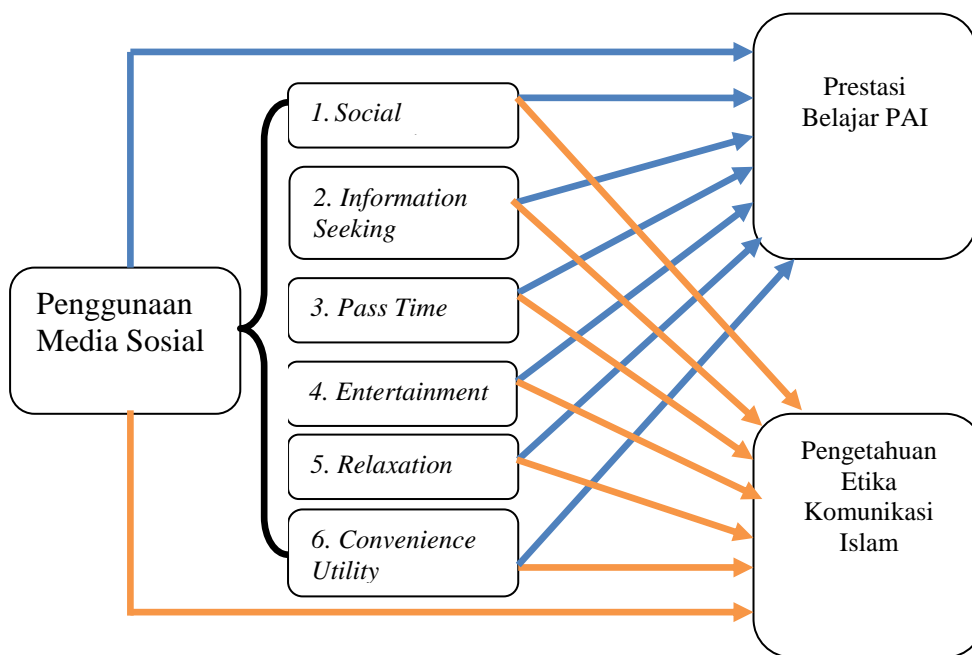 Prestasi
Belajar PAI
1. Social
2. Information
Seeking
Penggunaan
Media Sosial
3. Pass Time
4. Entertainment
5. Relaxation
6. Convenience
Utility
Pengetahuan
Etika
Komunikasi
Islam